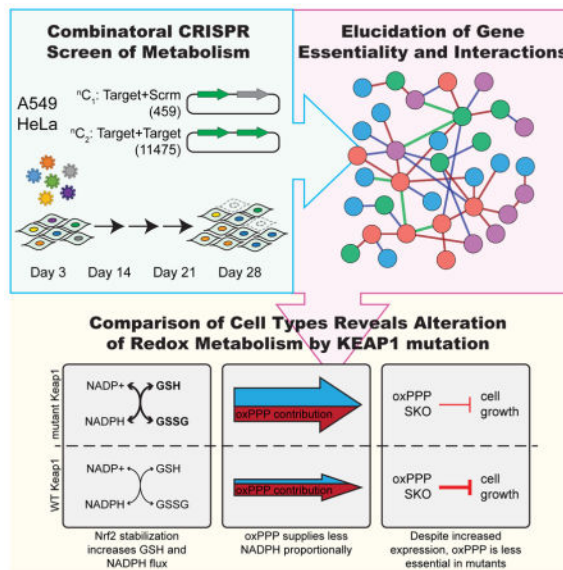 Combinatoral CRISPR
Screen of Metabolism
A549
HeLa
nC1: Target+Scrm
(459)
nC2: Target+Target
(11475)
Day 3 Day 14 Day 21 Day 28
Elucidation of Gene
Essentiality and Interactions
Comparison of Cell Types Reveals Alteration
of Redox Metabolism by KEAP1 mutation
mutant Keap1
NADP+ GSH
NADPH GSSG
oxPPP contribution
oxPPP
SKO
cell
growth
WT Keap1
NADP+ GSH
NADPH GSSG
oxPPP contribution
oxPPP
SKO
cell
growth
Nrf2 stabilization
increases GSH and
NADPH flux
oxPPP supplies less
NADPH proportionally
Despite increased
expression, oxPPP is less
essential in mutants